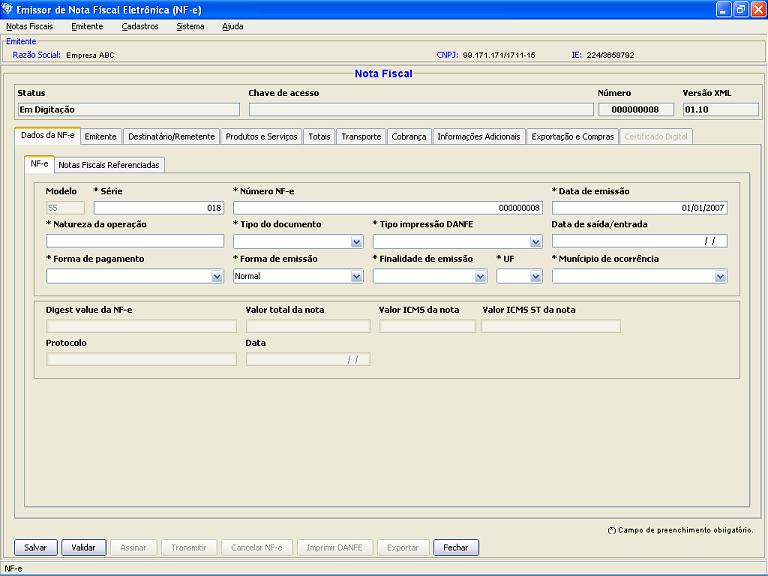 Emissor de Nota Fiscal Eletrônica (NF-e)
Notas Fiscais Emitente Cadastros Sistema Ajuda
Emitente
Razão Social: Empresa ABC CNPJ: 99.171.171/1711-15 IE: 224/3658792
Nota Fiscal
Status Chave de acesso Número Versão XML
Em Digitação 000000008 01.10
Dados da NF-e Emitente Destinatário/Remetente Produtos e Serviços Totais Transporte Cobrança Informações Adicionais Exportação e Compras Certificado Digital
NF-e Notas Fiscais Referenciadas
Modelo * Série * Número NF-e * Data de emissão
55 018 000000008 01/01/2007
* Natureza da operação * Tipo do documento * Tipo impressão DANFE Data de saída/entrada
/ /
* Forma de pagamento * Forma de emissão * Finalidade de emissão * UF * Munícipio de ocorrência
Normal
Digest value da NF-e Valor total da nota Valor ICMS da nota Valor ICMS ST da nota
Protocolo Data
/ /
(*) Campo de preenchimento obrigatório.
Salvar Validar Assinar Transmitir Cancelar NF-e Imprimir DANFE Exportar Fechar
NF-e